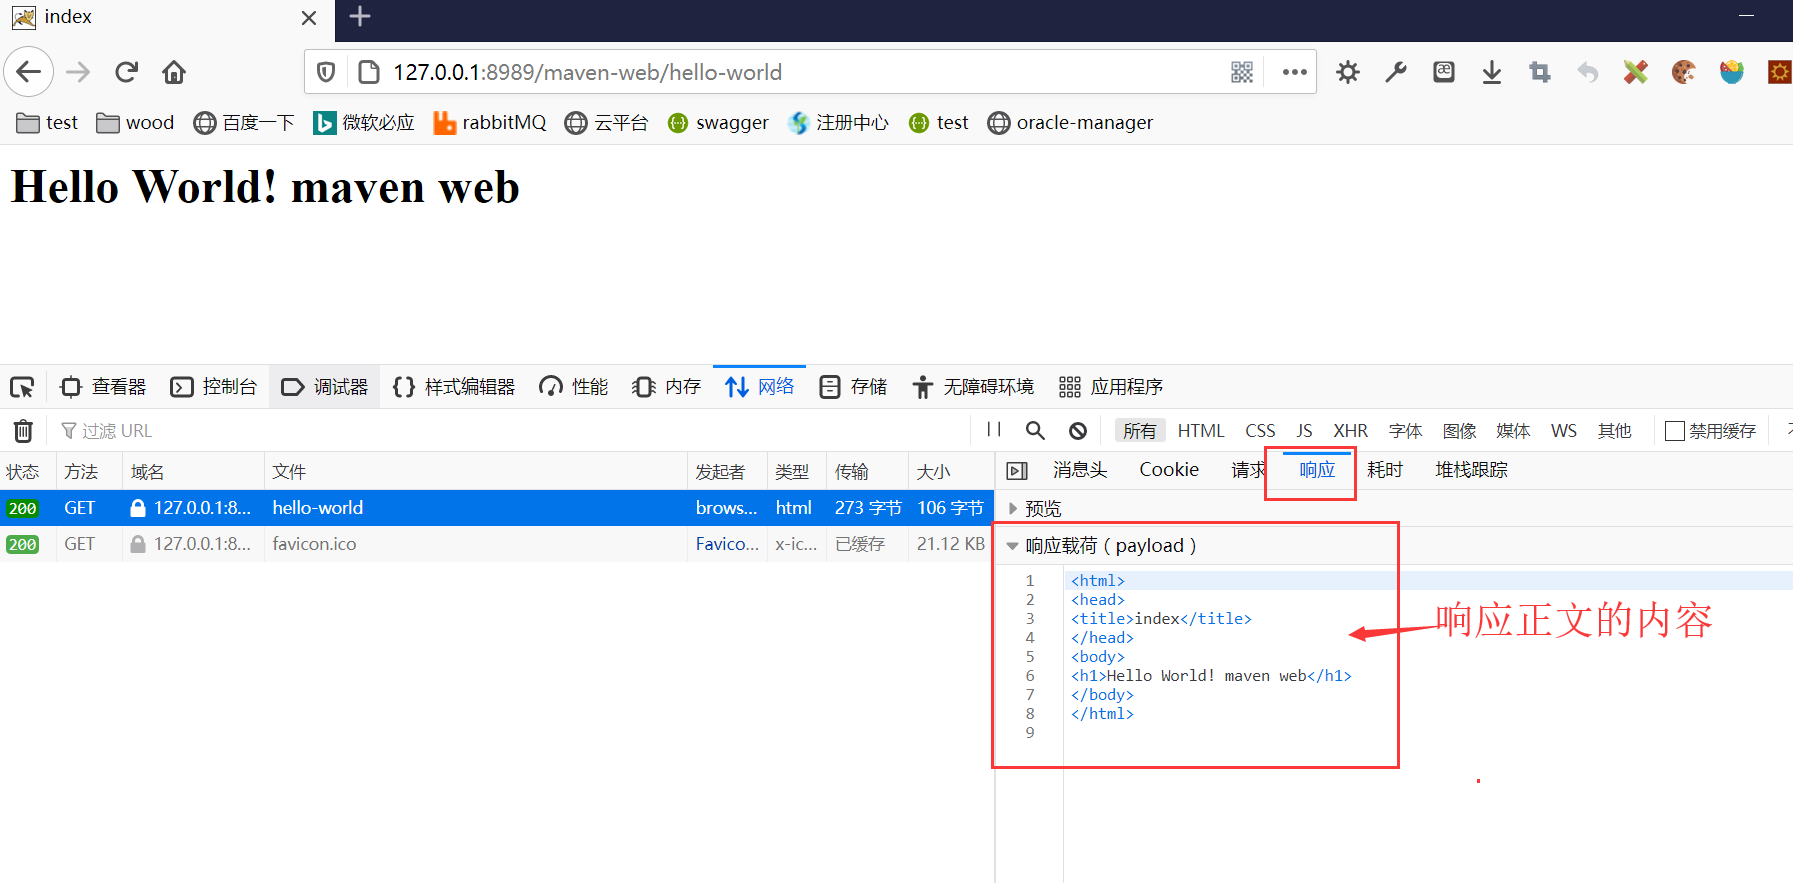 index
127.0.0.1:8989/maven-web/hello-world
test wood 百度一下 微软必应 rabbitMQ 云平台 swagger 注册中心 test oracle-manager
Hello World! maven web
查看器 控制台 调试器 {} 样式编辑器 性能 内存 网络 存储 无障碍环境 应用程序
过滤 URL 所有 HTML CSS JS XHR 字体 图像 媒体 WS 其他 禁用缓存
状态 方法 域名 文件 发起者 类型 传输 大小 消息头 Cookie 请求 响应 耗时 堆栈跟踪
200 GET 127.0.0.1:8... hello-world brows... html 273 字节 106 字节 预览
200 GET 127.0.0.1:8... favicon.ico Favico... x-ic... 已缓存 21.12 KB 响应载荷 ( payload )
1 <html>
2 <head>
3 <title>index</title>
4 </head>
5 <body>
6 <h1>Hello World! maven web</h1>
7 </body>
8 </html>
9
响应正文的内容